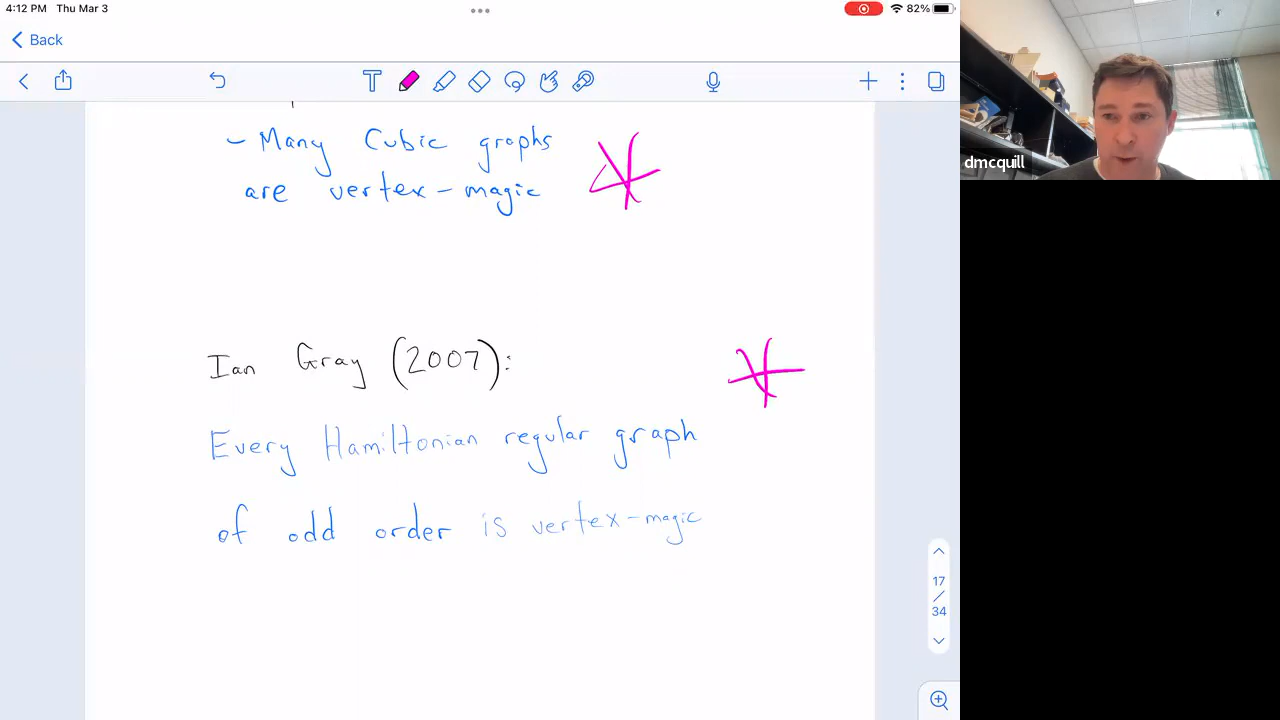 4:12 PM Thu Mar 3
82%
Back
T
- Many Cubic graphs
are vertex-magic
dmcquill
Ian Gray (2007):
Every Hamiltonian regular graph
of odd order is vertex-magic
17
/
34